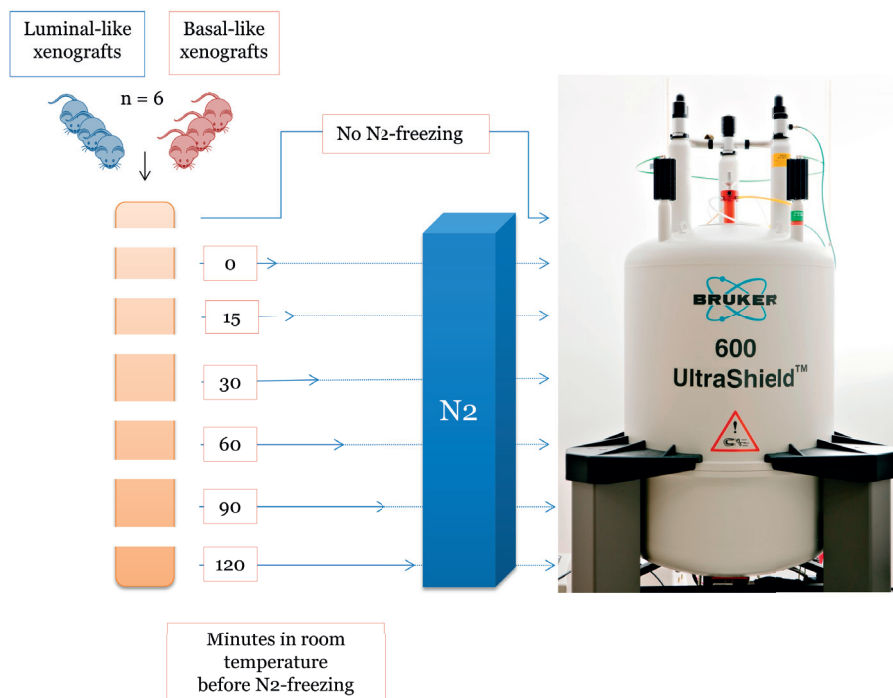 Luminal-like
xenografts
Basal-like
xenografts
n = 6
No N2-freezing
0
15
30
60
90
120
N2
BRUKER
600
UltraShield™
Minutes in room
temperature
before N2-freezing